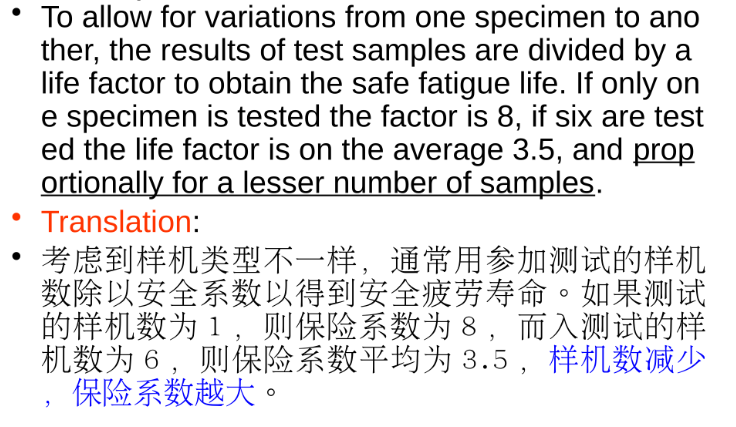 • To allow for variations from one specimen to ano
ther, the results of test samples are divided by a
life factor to obtain the safe fatigue life. If only on
e specimen is tested the factor is 8, if six are test
ed the life factor is on the average 3.5, and prop
ortionally for a lesser number of samples.
• Translation:
• 考虑到样机类型不一样，通常用参加测试的样机
数除以安全系数以得到安全疲劳寿命。如果测试
的样机数为1，则保险系数为8，而入测试的样
机数为6，则保险系数平均为3.5，样机数减少
，保险系数越大。